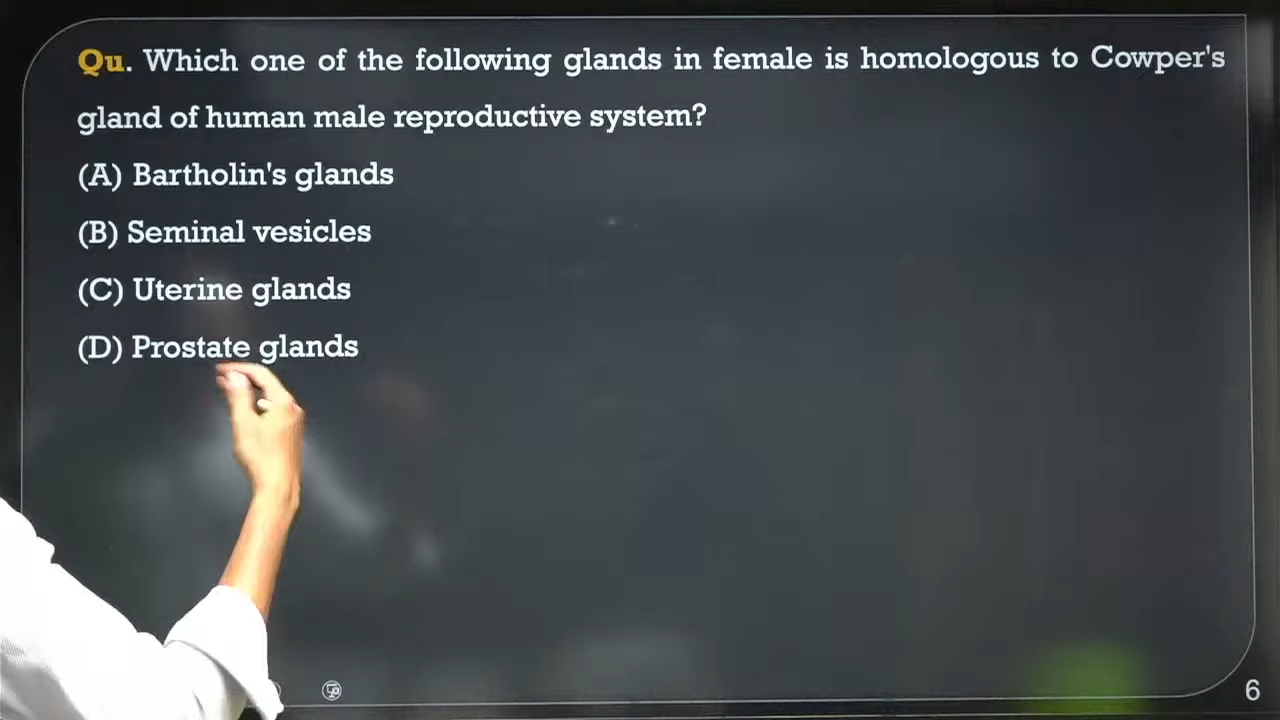 Qu. Which one of the following glands in female is homologous to Cowper's
gland of human male reproductive system?
(A) Bartholin's glands
(B) Seminal vesicles
(C) Uterine glands
(D) Prostate glands
6